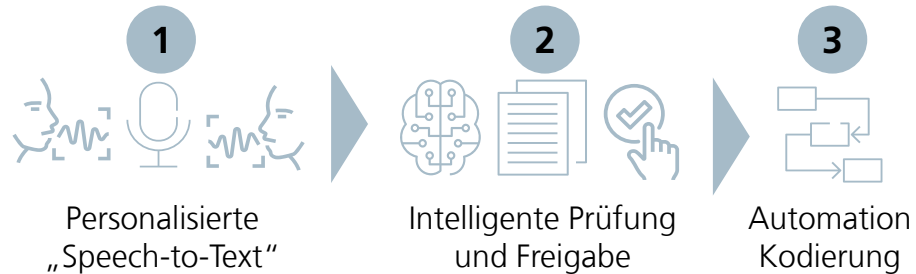 1
2
3
Personalisierte
„Speech-to-Text“
Intelligente Prüfung
und Freigabe
Automation
Kodierung